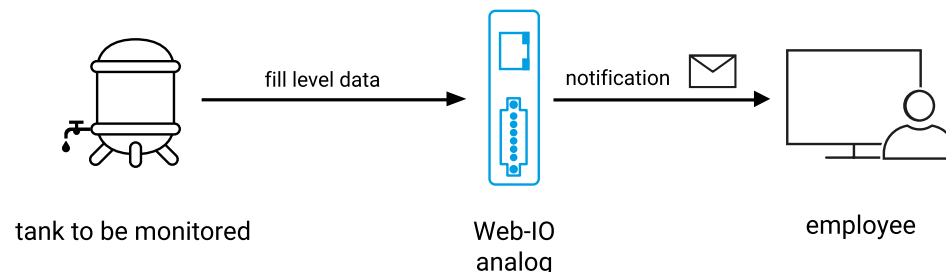 fill level data
notification
tank to be monitored
Web-IO
analog
employee